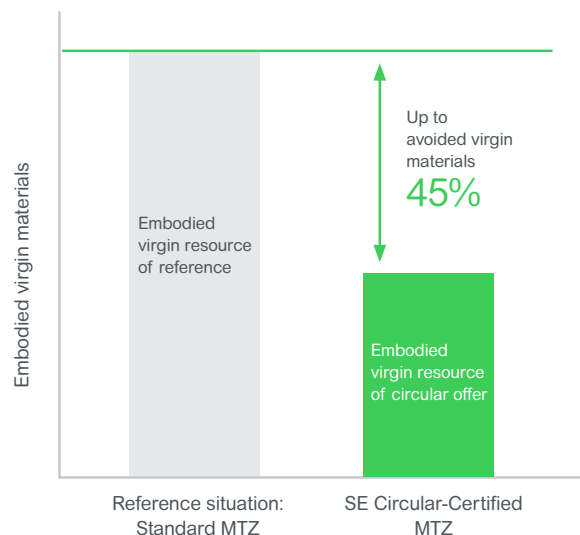 Embodied virgin materials
Embodied
virgin resource
of reference
Up to
avoided virgin
materials
45%
Embodied
virgin resource
of circular offer
Reference situation:
Standard MTZ
SE Circular-Certified
MTZ